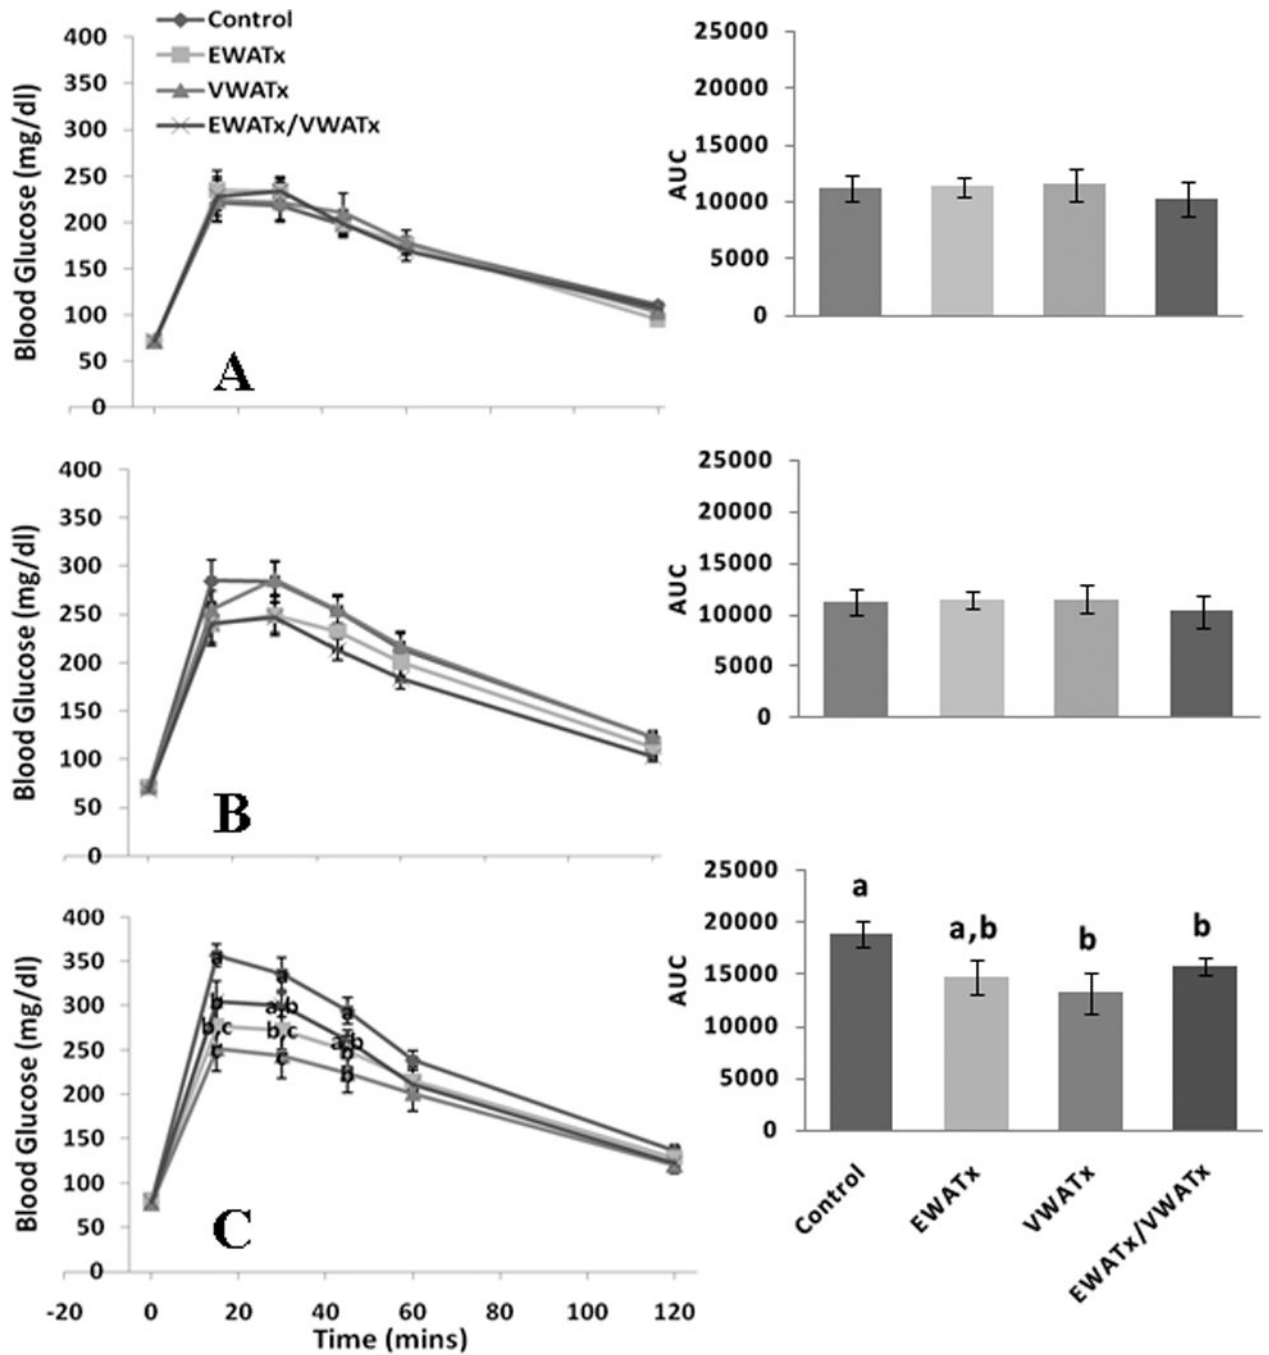 Control
EWATx
VWATx
EWATx/VWATx
400
350
300
250
200
150
100
50
0
Blood Glucose (mg/dl)
A
25000
20000
15000
10000
5000
0
AUC
400
350
300
250
200
150
100
50
0
Blood Glucose (mg/dl)
B
25000
20000
15000
10000
5000
0
AUC
400
350
300
250
200
150
100
50
0
Blood Glucose (mg/dl)
a
a
a
b
a,b
a,b
b,c
b,c
b
c
c
b
C
-20 0 20 40 60 80 100 120
Time (mins)
25000
20000
15000
10000
5000
0
AUC
a
a,b
b
b
Control
EWATx
VWATx
EWATx/VWATx